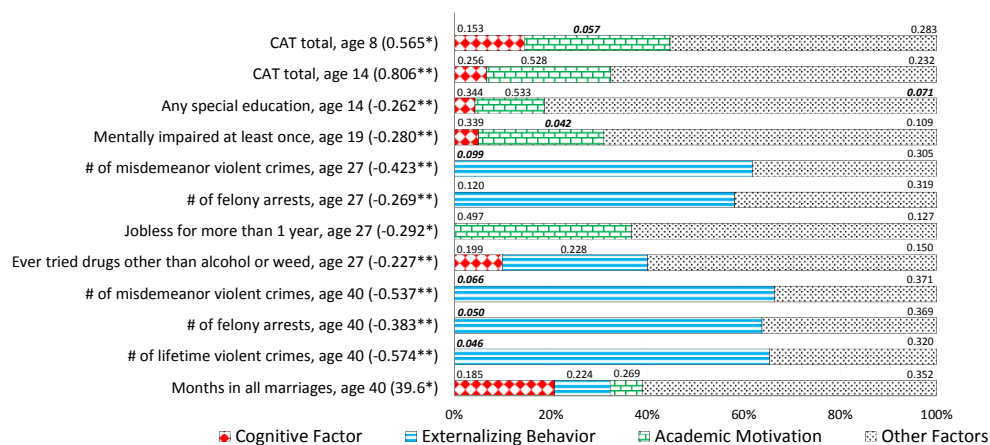 0.153 0.057 0.283
CAT total, age 8 (0.565*)
0.256 0.528 0.232
CAT total, age 14 (0.806**)
0.344 0.533 0.071
Any special education, age 14 (-0.262**)
0.339 0.042 0.109
Mentally impaired at least once, age 19 (-0.280**)
0.099 0.305
# of misdemeanor violent crimes, age 27 (-0.423**)
0.120 0.319
# of felony arrests, age 27 (-0.269**)
0.497 0.127
Jobless for more than 1 year, age 27 (-0.292*)
0.199 0.228 0.150
Ever tried drugs other than alcohol or weed, age 27 (-0.227**)
0.066 0.371
# of misdemeanor violent crimes, age 40 (-0.537**)
0.050 0.369
# of felony arrests, age 40 (-0.383**)
0.046 0.320
# of lifetime violent crimes, age 40 (-0.574**)
0.185 0.224 0.269 0.352
Months in all marriages, age 40 (39.6*)
0% 20% 40% 60% 80% 100%
Cognitive Factor Externalizing Behavior Academic Motivation Other Factors